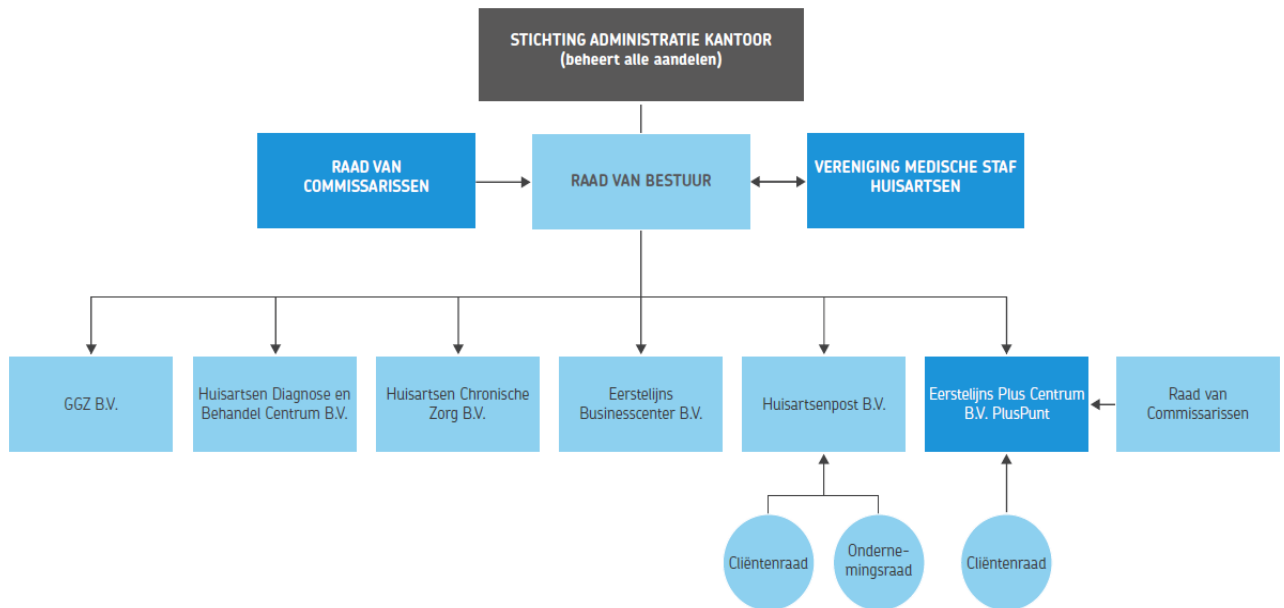 STICHTING ADMINISTRATIE KANTOOR
(beheert alle aandelen)
RAAD VAN
COMMISSARISSEN
RAAD VAN BESTUUR
VERENIGING MEDISCHE STAF
HUISARTSEN
GGZ B.V.
Huisartsen Diagnose en
Behandel Centrum B.V.
Huisartsen Chronische
Zorg B.V.
Eerstelijns
Businesscenter B.V.
Huisartsenpost B.V.
Eerstelijns Plus Centrum
B.V. PlusPunt
Raad van
Commissarissen
Cliëntenraad
Onderne-
mingsraad
Cliëntenraad